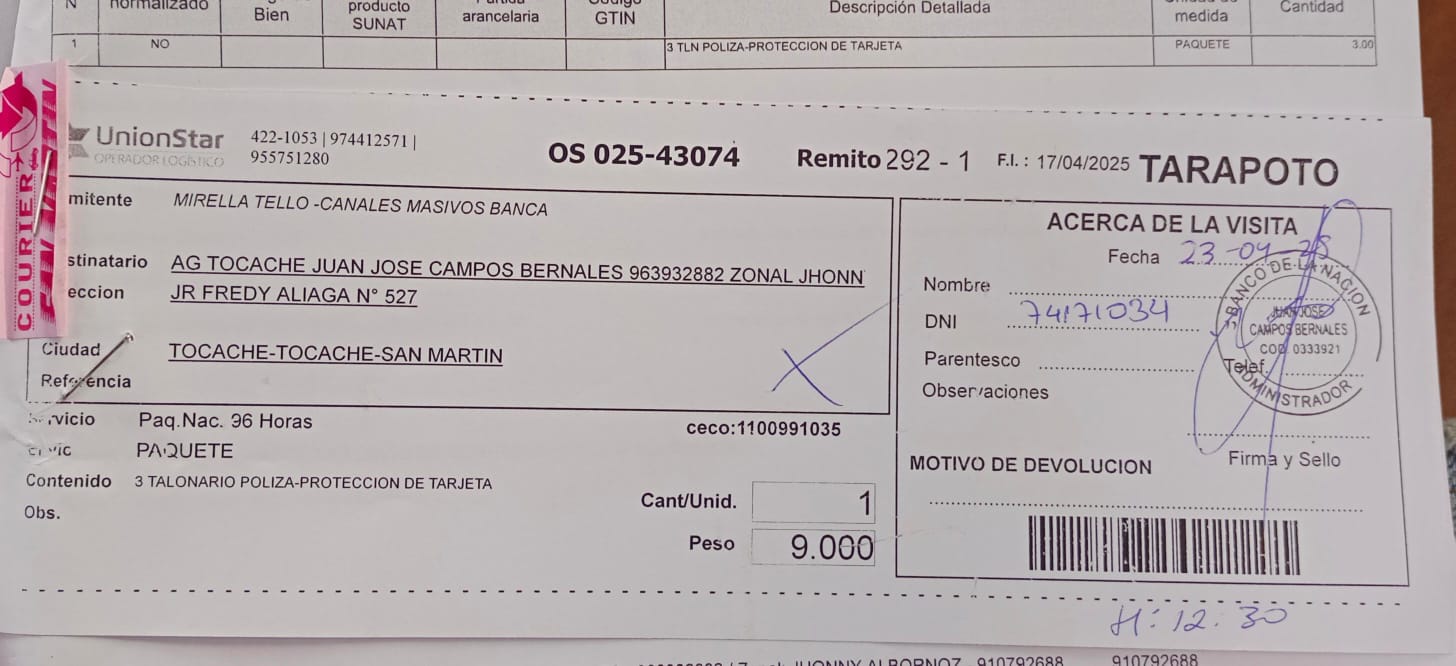 N° normalizado Bien producto SUNAT Partida arancelaria Código GTIN Descripción Detallada medida Cantidad
1 NO 3 TLN POLIZA-PROTECCION DE TARJETA PAQUETE 3.00
COURIER
UnionStar
OPERADOR LOGÍSTICO
422-1053 | 974412571 |
955751280
OS 025-43074 Remito 292 - 1 F.I. : 17/04/2025 TARAPOTO
mitente MIRELLA TELLO -CANALES MASIVOS BANCA
stinatario AG TOCACHE JUAN JOSE CAMPOS BERNALES 963932882 ZONAL JHONN
eccion JR FREDY ALIAGA N° 527
Ciudad TOCACHE-TOCACHE-SAN MARTIN
Referencia
Servicio Paq.Nac. 96 Horas
PAQUETE
Contenido 3 TALONARIO POLIZA-PROTECCION DE TARJETA
Obs.
ceco:1100991035
Cant/Unid. 1
Peso 9.000
ACERCA DE LA VISITA
Fecha 23-04-25
Nombre
DNI 74171034
Parentesco
Telef.
Observaciones
BANCO DE LA NACION
JUAN JOSE
CAMPOS BERNALES
COD. 0333921
ADMINISTRADOR
Firma y Sello
MOTIVO DE DEVOLUCION
H: 12:30
JHONNY ALBORNOZ 910792688 910792688